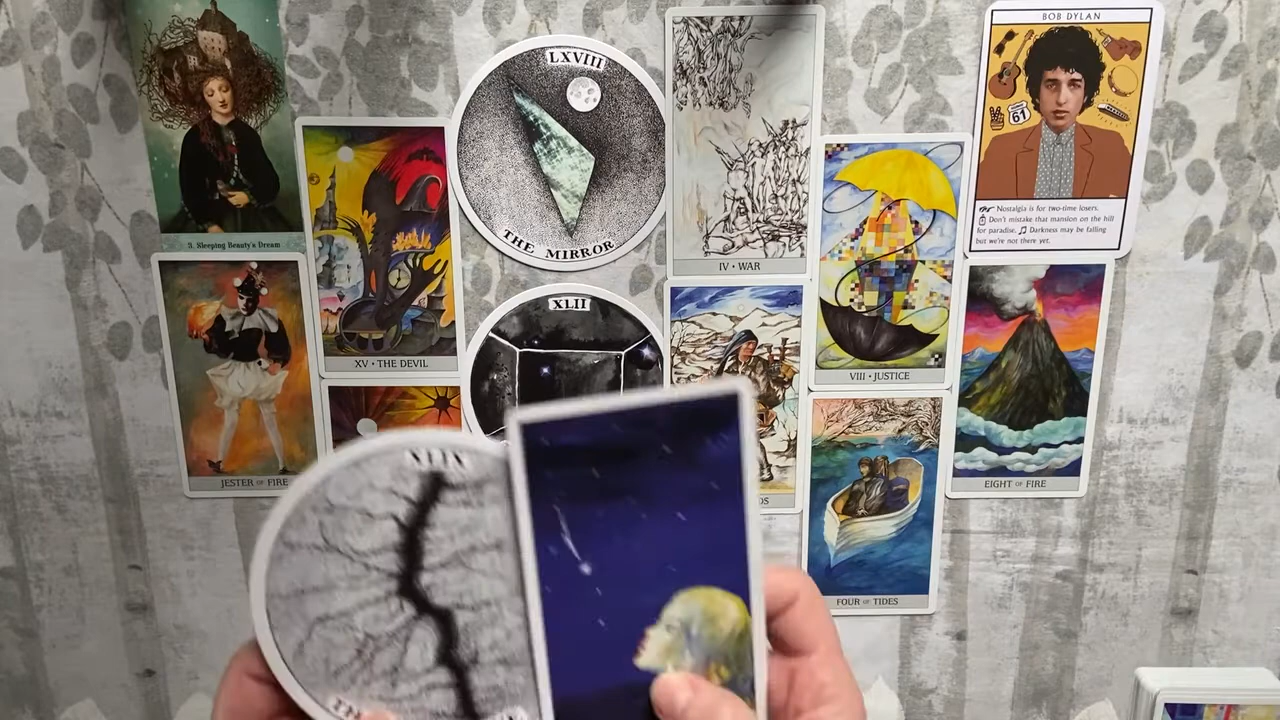 3. Sleeping Beauty's Dream
JESTER OF FIRE
XV • THE DEVIL
LXVIII
THE MIRROR
XLII
XLIX
IV • WAR
VIII • JUSTICE
FOUR OF TIDES
BOB DYLAN
61
Nostalgia is for two-time losers.
Don't mistake that mansion on the hill
for paradise. Darkness may be falling
but we're not there yet.
EIGHT OF FIRE